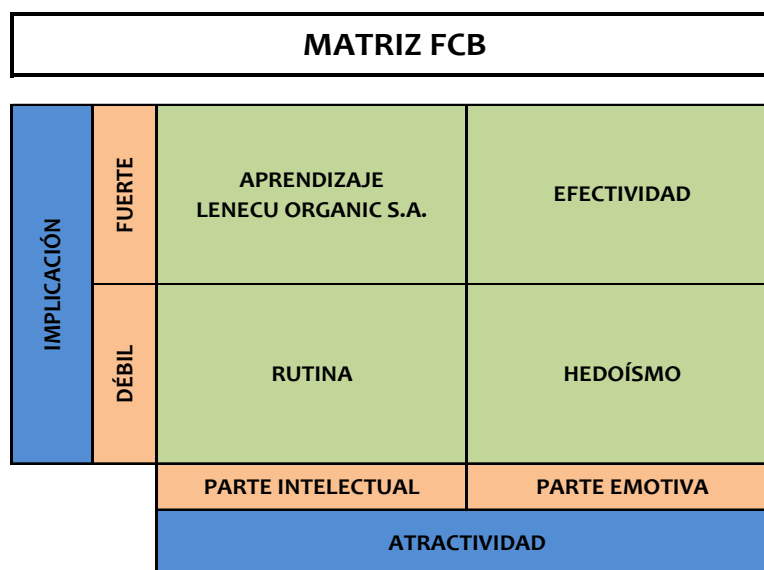 MATRIZ FCB
IMPLICACIÓN
FUERTE
APRENDIZAJE
LENECU ORGANIC S.A.
EFECTIVIDAD
DÉBIL
RUTINA
HEDOÍSMO
PARTE INTELECTUAL
PARTE EMOTIVA
ATRACTIVIDAD